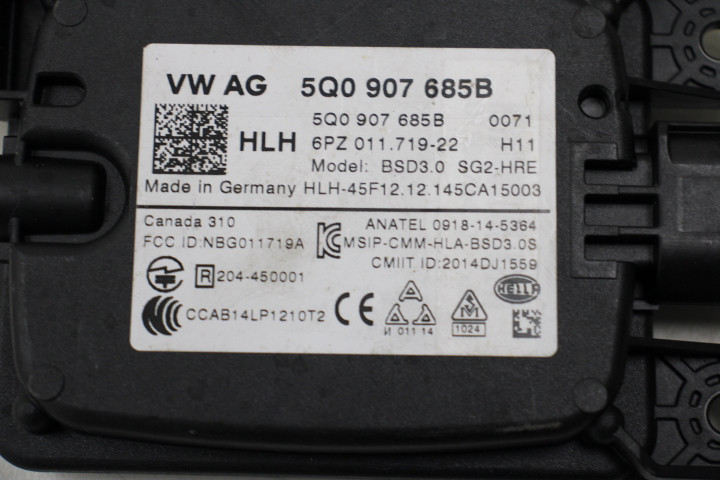 VW AG 5Q0 907 685B
5Q0 907 685B 0071
HLH 6PZ 011.719-22 H11
Model: BSD3.0 SG2-HRE
Made in Germany HLH-45F12.12.145CA15003
Canada 310 ANATEL 0918-14-5364
FCC ID:NBG011719A MSIP-CMM-HLA-BSD3.0S
CMIIT ID:2014DJ1559
R 204-450001
HELLA
CCAB14LP1210T2 CE
И 011 14
1024